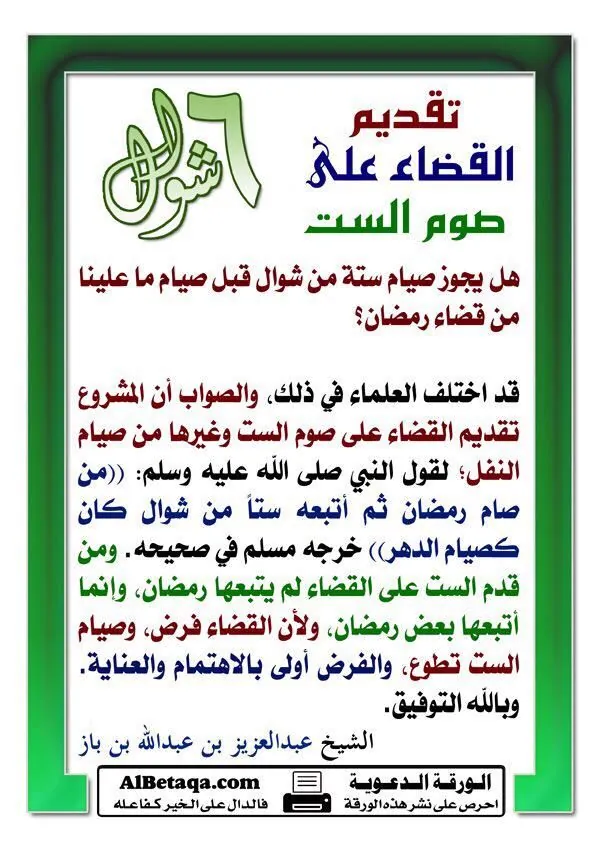 تقديم
القضاء على
صوم الست
٦ شوال
هل يجوز صيام ستة من شوال قبل صيام ما علينا
من قضاء رمضان؟
قد اختلف العلماء في ذلك، والصواب أن المشروع
تقديم القضاء على صوم الست وغيرها من صيام
النفل؛ لقول النبي صلى الله عليه وسلم: ((من
صام رمضان ثم أتبعه ستاً من شوال كان
كصيام الدهر)) خرجه مسلم في صحيحه. ومن
قدم الست على القضاء لم يتبعها رمضان، وإنما
أتبعها بعض رمضان، ولأن القضاء فرض، وصيام
الست تطوع، والفرض أولى بالاهتمام والعناية.
وبالله التوفيق.
الشيخ عبدالعزيز بن عبدالله بن باز
الورقة الدعوية
احرص على نشر هذه الورقة
AlBetaqa.com
فالدال على الخير كفاعله